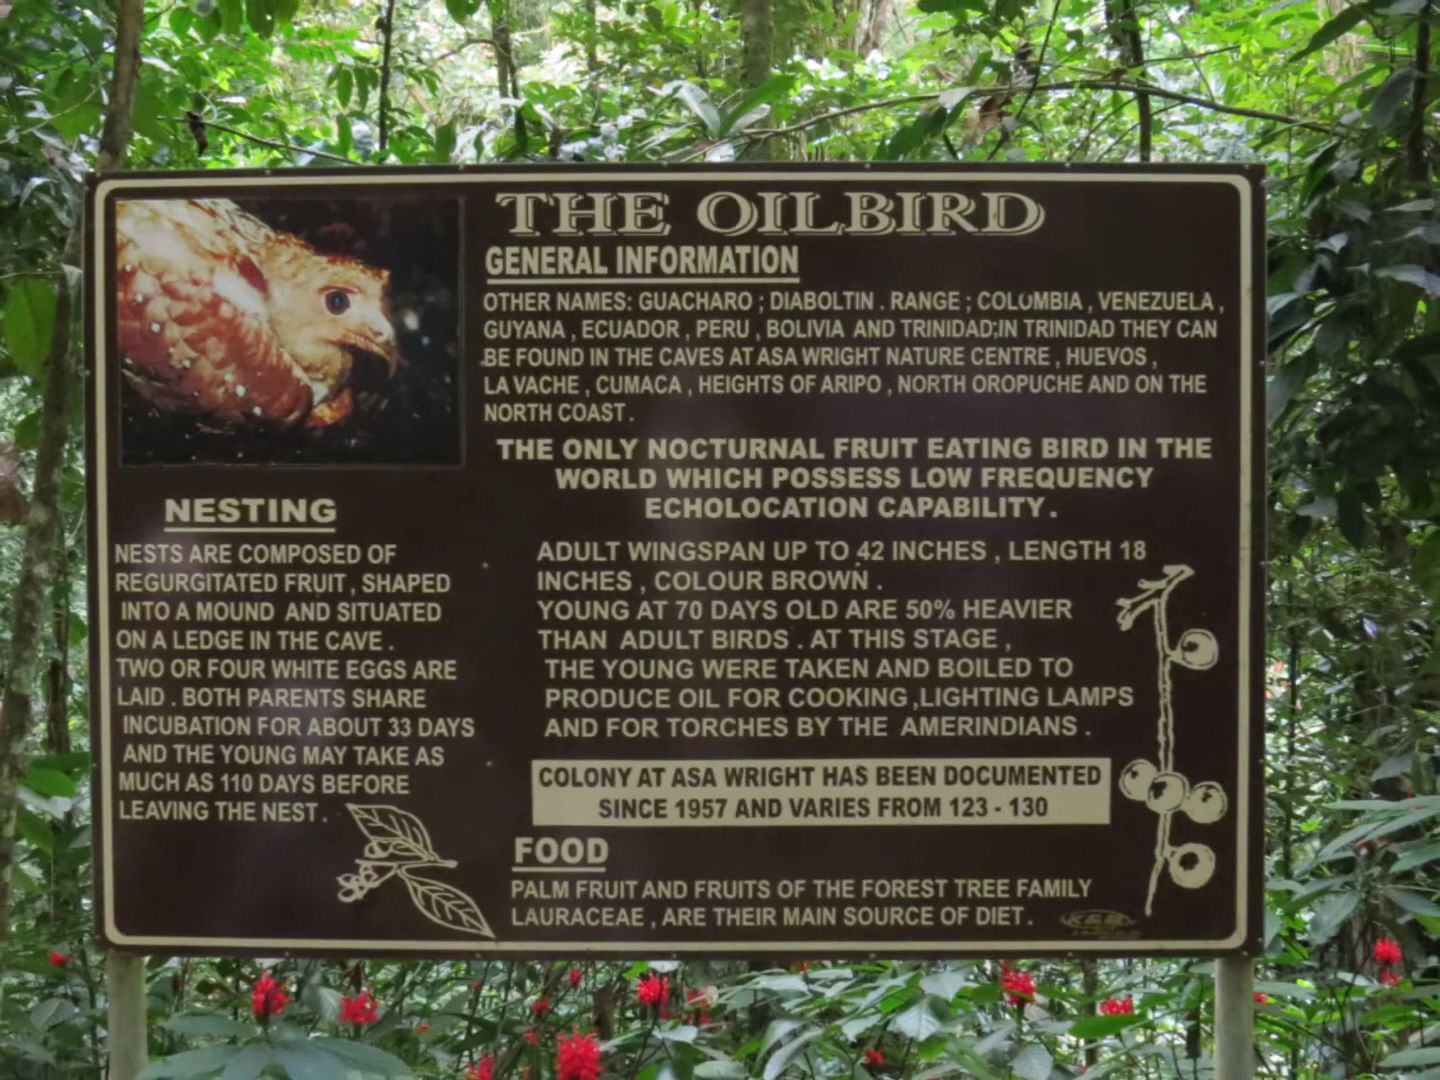 THE OILBIRD
GENERAL INFORMATION
OTHER NAMES: GUACHARO ; DIABOLTIN . RANGE ; COLOMBIA , VENEZUELA ,
GUYANA , ECUADOR , PERU , BOLIVIA AND TRINIDAD;IN TRINIDAD THEY CAN
BE FOUND IN THE CAVES AT ASA WRIGHT NATURE CENTRE , HUEVOS ,
LA VACHE , CUMACA , HEIGHTS OF ARIPO , NORTH OROPUCHE AND ON THE
NORTH COAST .
THE ONLY NOCTURNAL FRUIT EATING BIRD IN THE
WORLD WHICH POSSESS LOW FREQUENCY
ECHOLOCATION CAPABILITY .
NESTING
NESTS ARE COMPOSED OF
REGURGITATED FRUIT , SHAPED
INTO A MOUND AND SITUATED
ON A LEDGE IN THE CAVE .
TWO OR FOUR WHITE EGGS ARE
LAID . BOTH PARENTS SHARE
INCUBATION FOR ABOUT 33 DAYS
AND THE YOUNG MAY TAKE AS
MUCH AS 110 DAYS BEFORE
LEAVING THE NEST .
ADULT WINGSPAN UP TO 42 INCHES , LENGTH 18
INCHES , COLOUR BROWN .
YOUNG AT 70 DAYS OLD ARE 50% HEAVIER
THAN ADULT BIRDS . AT THIS STAGE ,
THE YOUNG WERE TAKEN AND BOILED TO
PRODUCE OIL FOR COOKING ,LIGHTING LAMPS
AND FOR TORCHES BY THE AMERINDIANS .
COLONY AT ASA WRIGHT HAS BEEN DOCUMENTED
SINCE 1957 AND VARIES FROM 123 - 130
FOOD
PALM FRUIT AND FRUITS OF THE FOREST TREE FAMILY
LAURACEAE , ARE THEIR MAIN SOURCE OF DIET .